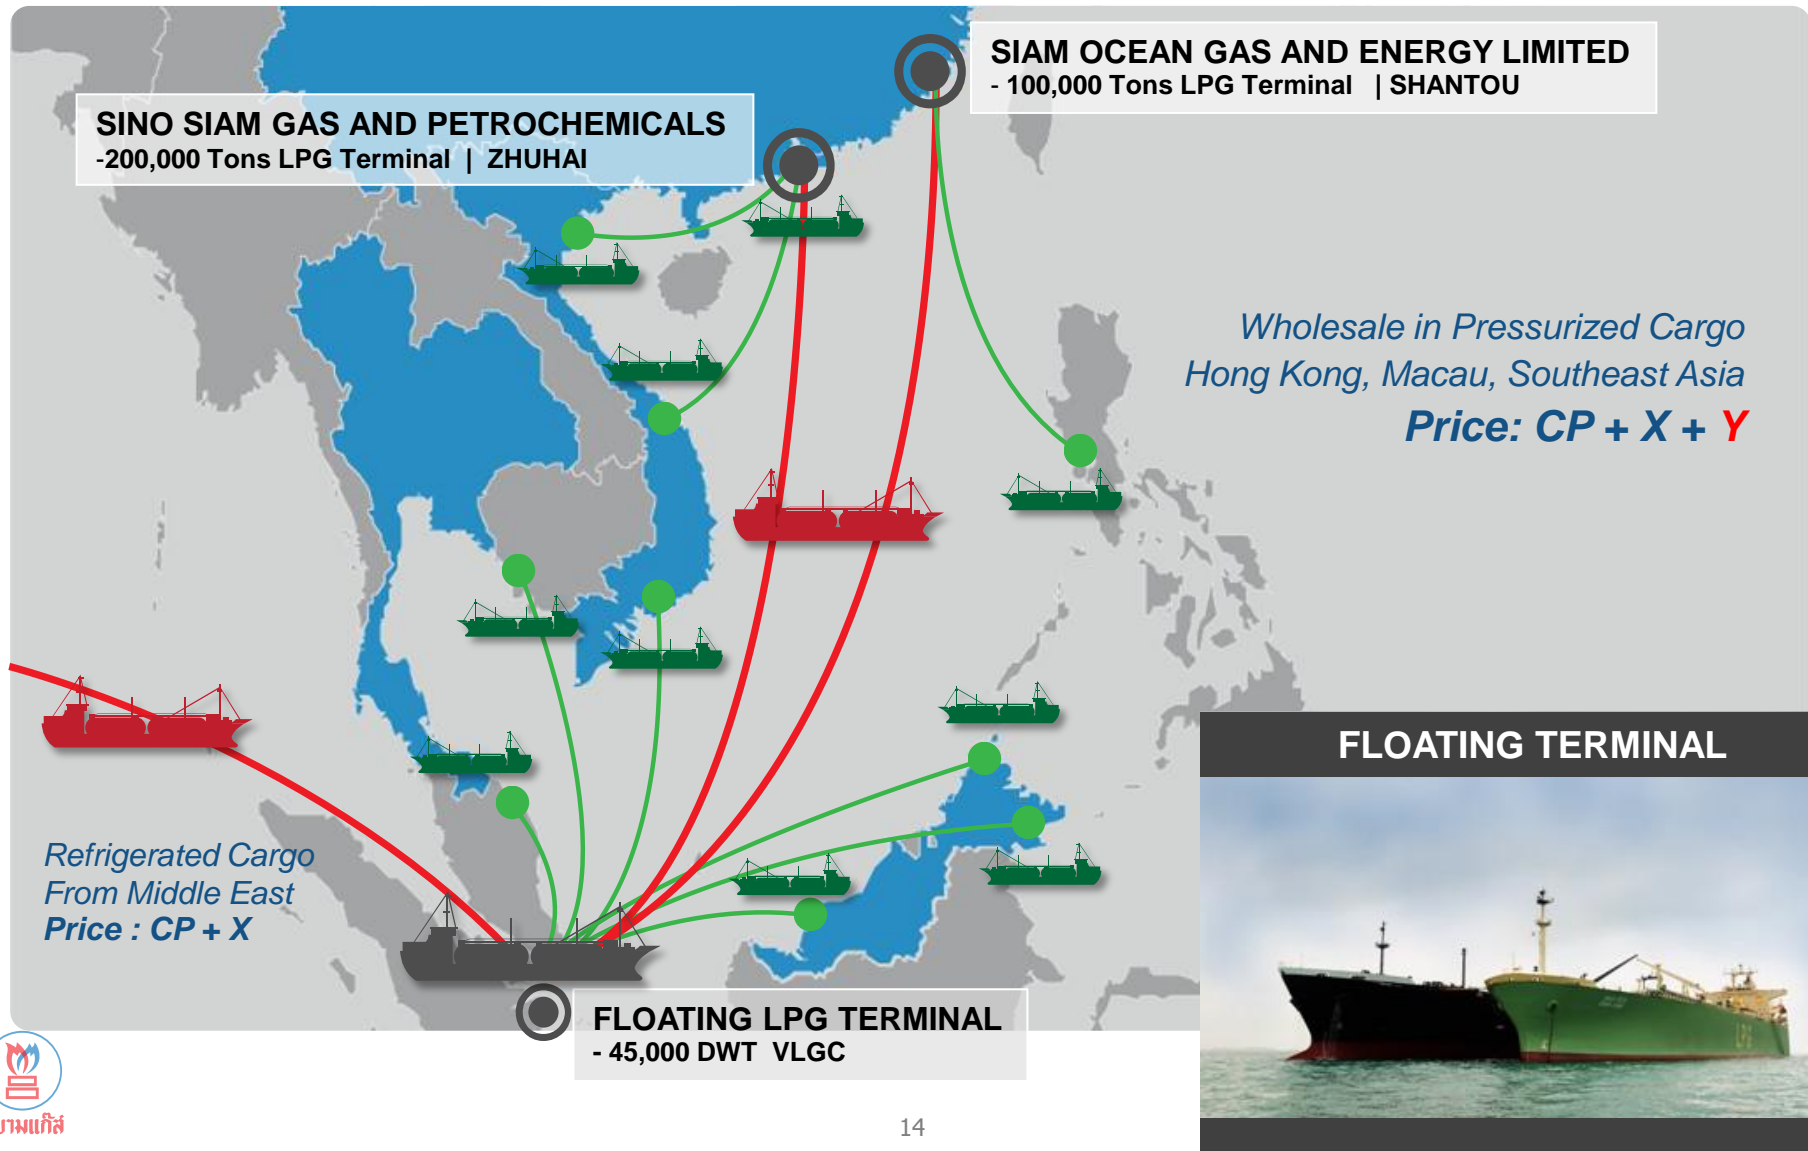 SIAM OCEAN GAS AND ENERGY LIMITED
- 100,000 Tons LPG Terminal | SHANTOU
SINO SIAM GAS AND PETROCHEMICALS
-200,000 Tons LPG Terminal | ZHUHAI
Wholesale in Pressurized Cargo
Hong Kong, Macau, Southeast Asia
Price: CP + X + Y
Refrigerated Cargo
From Middle East
Price : CP + X
FLOATING TERMINAL
FLOATING LPG TERMINAL
- 45,000 DWT VLGC
14